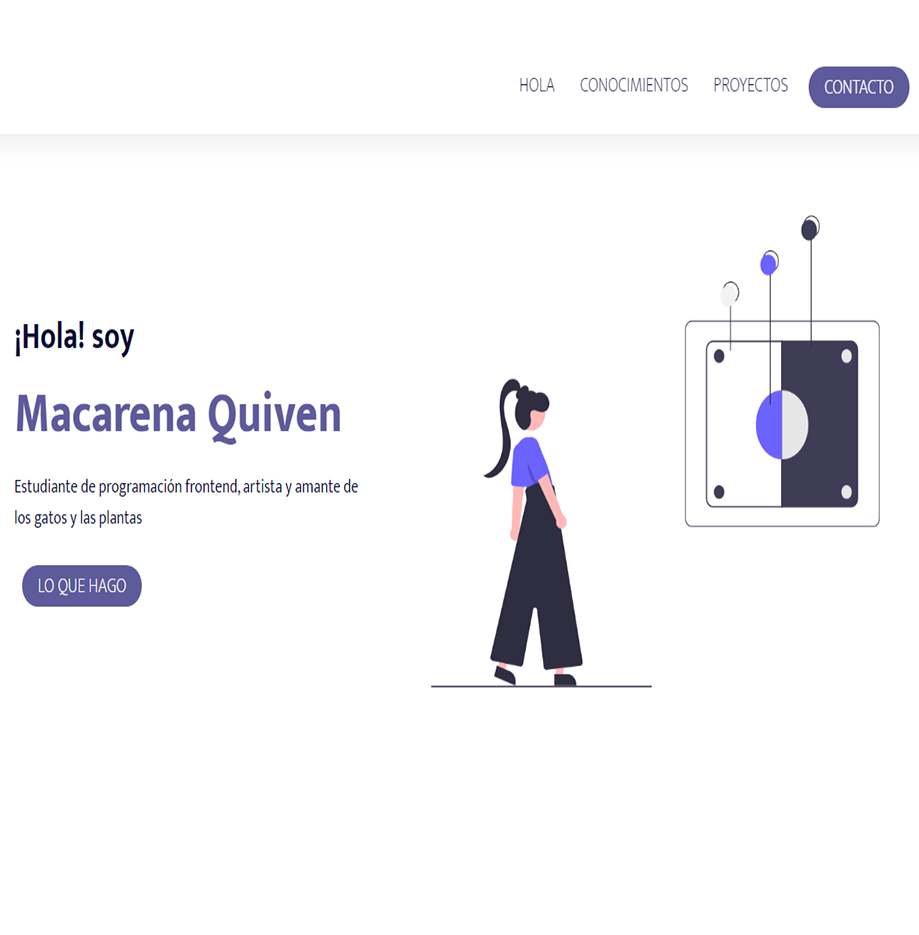 HOLA CONOCIMIENTOS PROYECTOS CONTACTO
¡Hola! soy
Macarena Quiven
Estudiante de programación frontend, artista y amante de
los gatos y las plantas
LO QUE HAGO